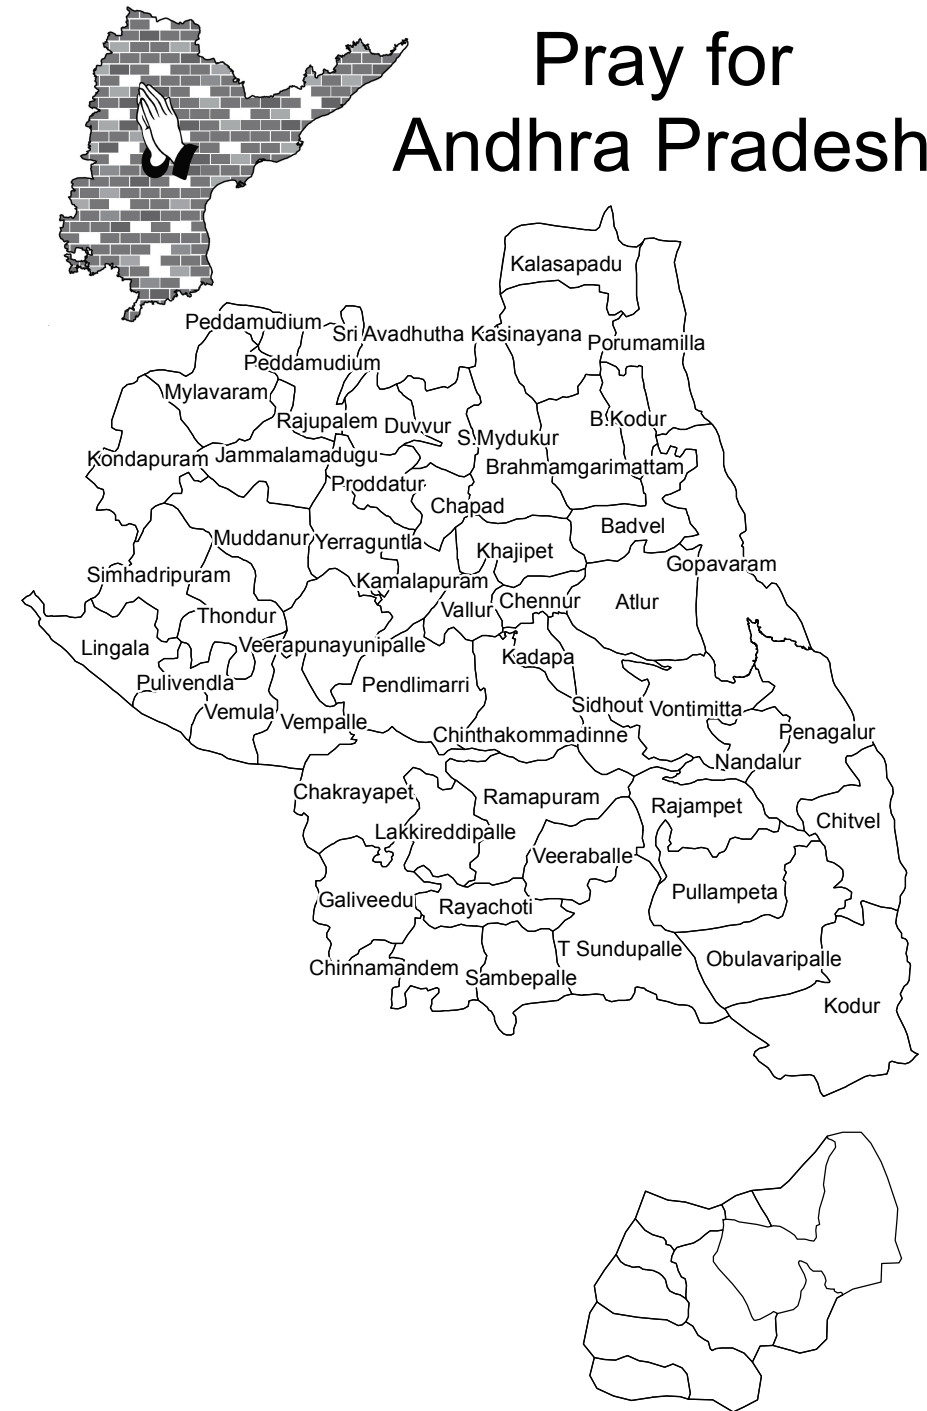 Pray for
Andhra Pradesh
Kalasapadu
Peddamudium
Sri Avadhutha Kasinayana
Porumamilla
Peddamudium
Mylavaram
Rajupalem
Duvvur
B.Kodur
S.Mydukur
Kondapuram
Jammalamadugu
Brahmamgarimattam
Proddatur
Chapad
Badvel
Muddanur
Yerraguntla
Khajipet
Gopavaram
Simhadripuram
Kamalapuram
Vallur
Chennur
Atlur
Thondur
Lingala
Veerapunayunipalle
Kadapa
Pulivendla
Pendlimarri
Sidhout
Vontimitta
Vemula
Vempalle
Chinthakommadinne
Penagalur
Nandalur
Chakrayapet
Ramapuram
Rajampet
Chitvel
Lakkireddipalle
Veeraballe
Galiveedu
Rayachoti
Pullampeta
T Sundupalle
Obulavaripalle
Chinnamandem
Sambepalle
Kodur